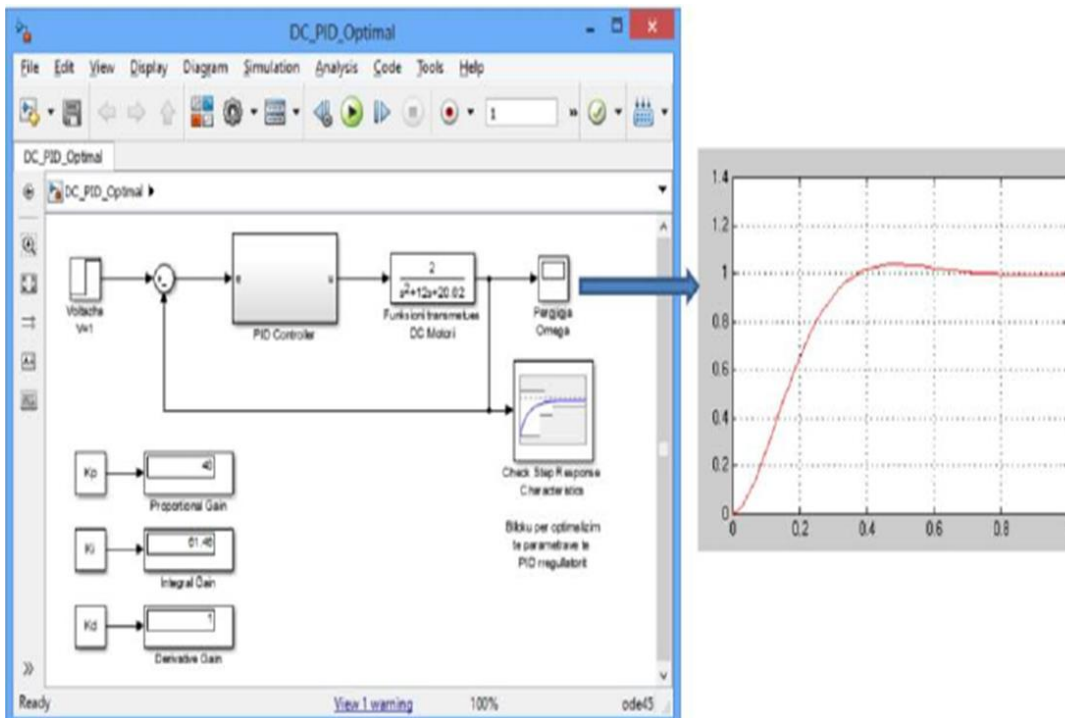 DC_PID_Optimal
File Edit View Display Diagram Simulation Analysis Code Tools Help
1
DC_PID_Optimal
DC_PID_Optimal
Voltazha
V=1
e
u
PID Controller
2
s²+12s+20.02
Funksioni transmetues
DC Motori
Pergjigja
Omega
Check Step Response
Characteristics
Blloku per optimalizim
te parametrave te
PID rregullatorit
Kp
40
Proportional Gain
Ki
61.46
Integral Gain
Kd
1
Derivative Gain
Ready View 1 warning 100% ode45
1.4
1.2
1
0.8
0.6
0.4
0.2
0
0 0.2 0.4 0.6 0.8